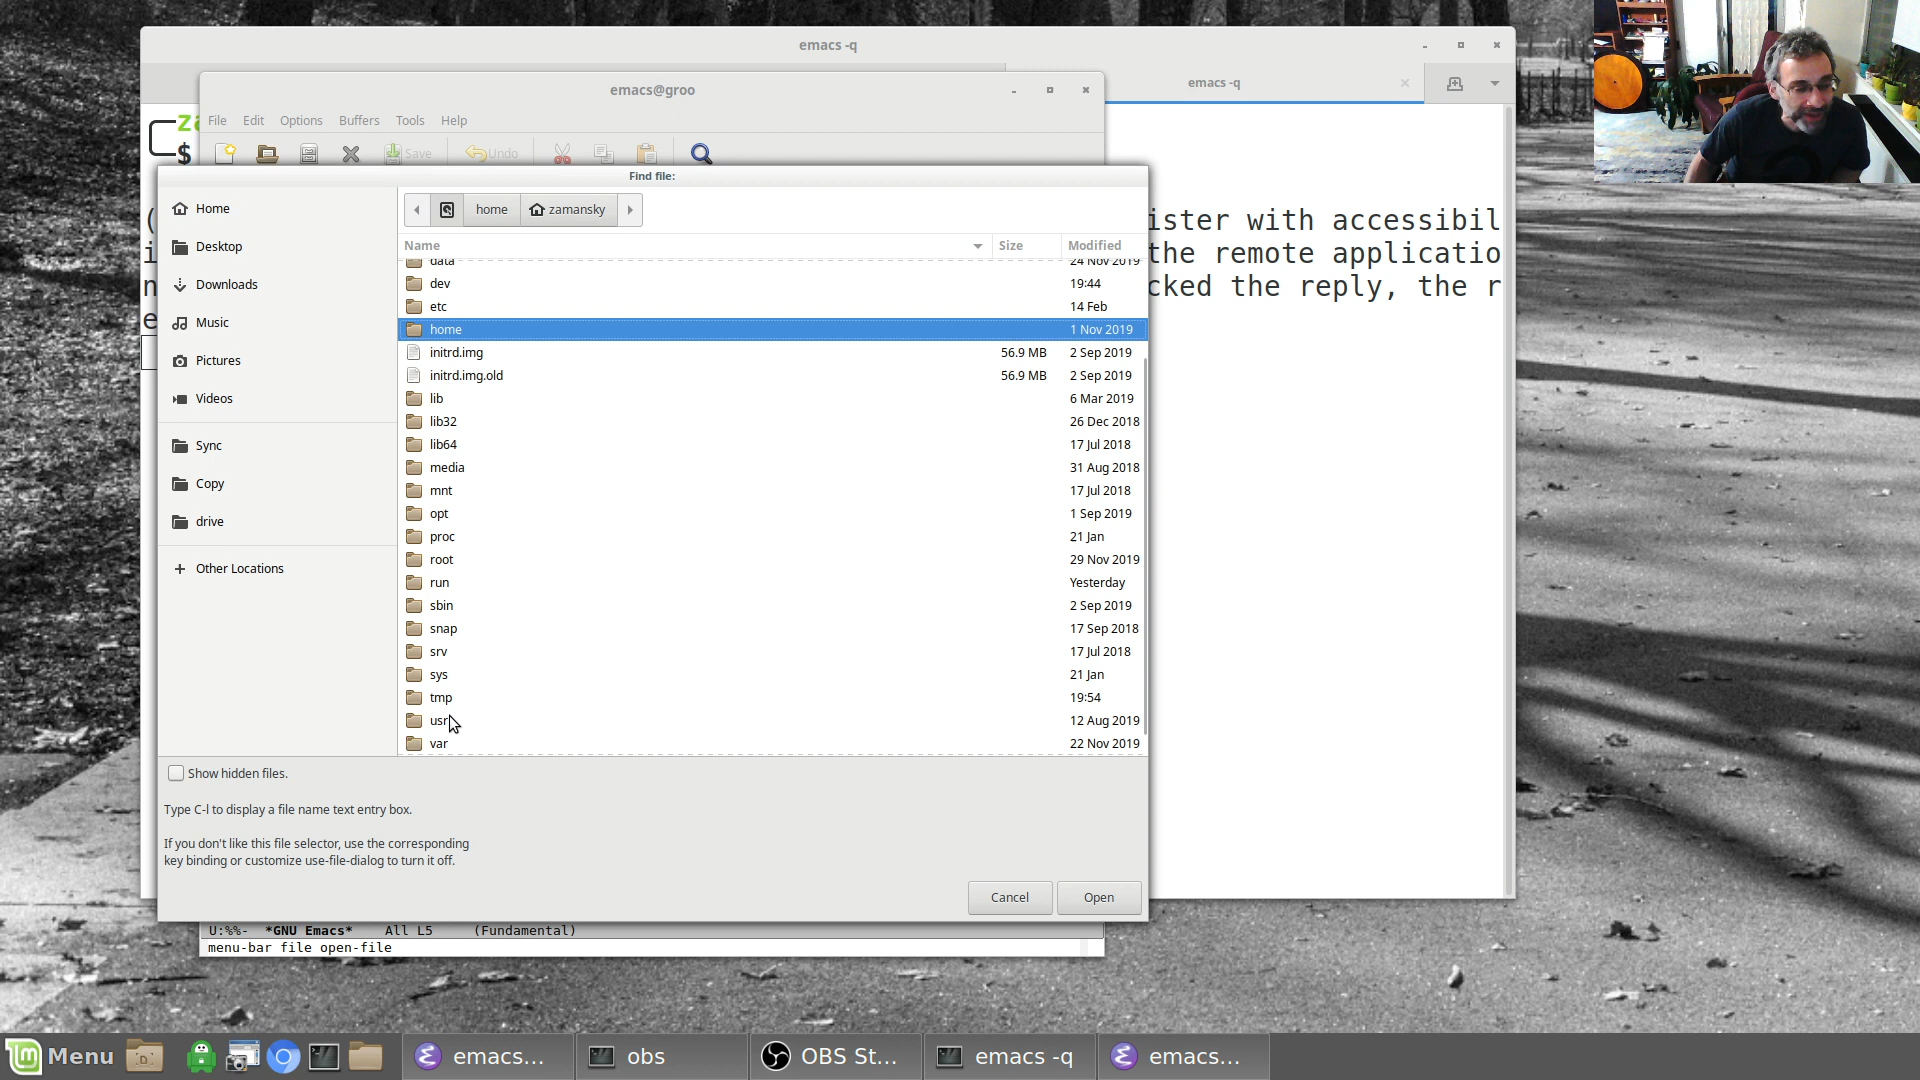 emacs -q
emacs -q
za
$
emacs@groo
File Edit Options Buffers Tools Help
Save Undo
Find file:
Home
Desktop
Downloads
Music
Pictures
Videos
Sync
Copy
drive
Other Locations
home zamansky
Name Size Modified
data 24 Nov 2019
dev 19:44
etc 14 Feb
home 1 Nov 2019
initrd.img 56.9 MB 2 Sep 2019
initrd.img.old 56.9 MB 2 Sep 2019
lib 6 Mar 2019
lib32 26 Dec 2018
lib64 17 Jul 2018
media 31 Aug 2018
mnt 17 Jul 2018
opt 1 Sep 2019
proc 21 Jan
root 29 Nov 2019
run Yesterday
sbin 2 Sep 2019
snap 17 Sep 2018
srv 17 Jul 2018
sys 21 Jan
tmp 19:54
usr 12 Aug 2019
var 22 Nov 2019
Show hidden files.
Type C-l to display a file name text entry box.
If you don't like this file selector, use the corresponding
key binding or customize use-file-dialog to turn it off.
Cancel Open
( ister with accessibil
i the remote applicatio
n cked the reply, the r
e
U:%%- *GNU Emacs* All L5 (Fundamental)
menu-bar file open-file
Menu emacs... obs OBS St... emacs -q emacs...